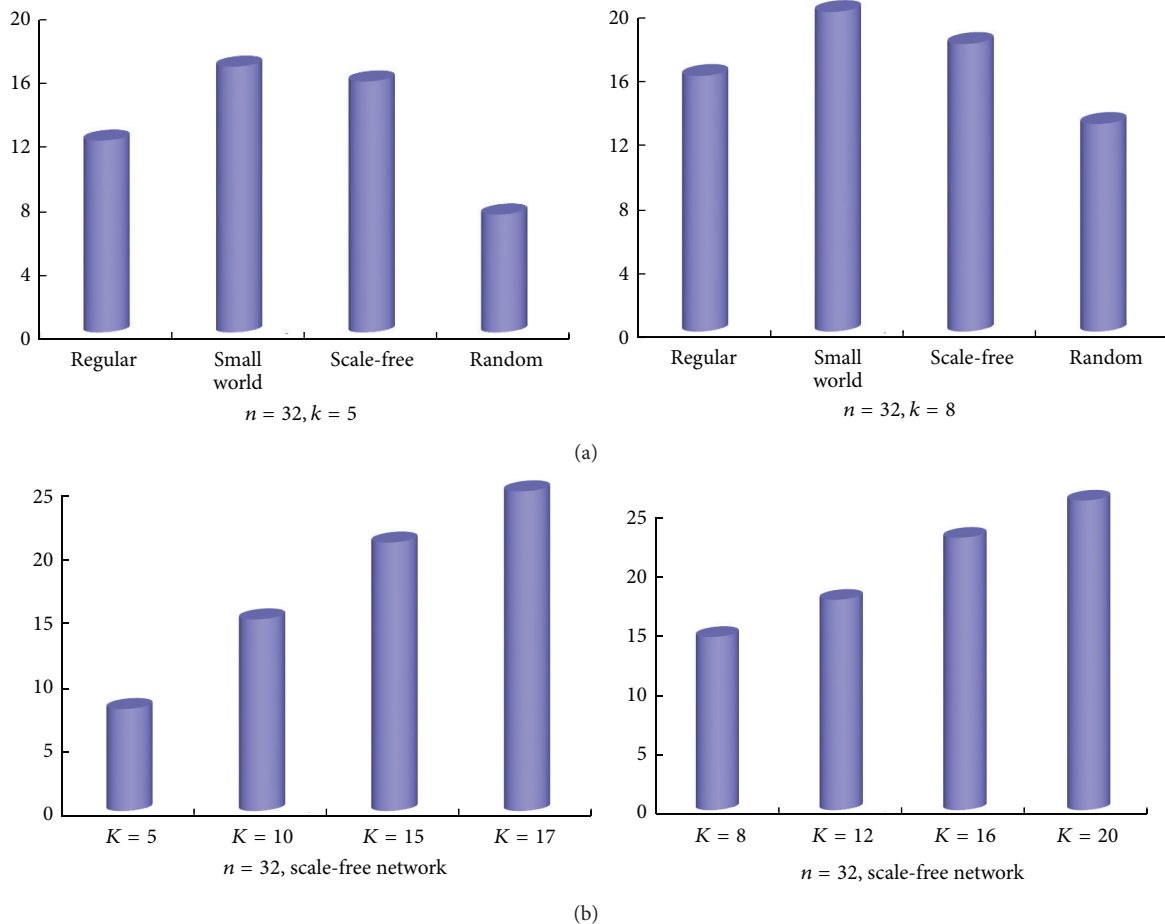 20
16
12
8
4
0
Regular
Small
world
Scale-free
Random
n = 32, k = 5
20
16
12
8
4
0
Regular
Small
world
Scale-free
Random
n = 32, k = 8
(a)
25
20
15
10
5
0
K = 5
K = 10
K = 15
K = 17
n = 32, scale-free network
25
20
15
10
5
0
K = 8
K = 12
K = 16
K = 20
n = 32, scale-free network
(b)